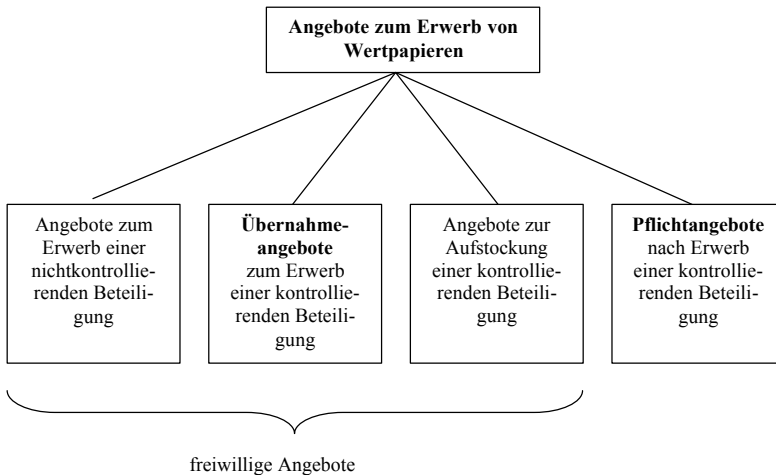 Angebote zum Erwerb von
Wertpapieren
Angebote zum
Erwerb einer
nichtkontrollie-
renden Beteili-
gung
Übernahme-
angebote
zum Erwerb
einer kontrollie-
renden Beteili-
gung
Angebote zur
Aufstockung
einer kontrollie-
renden Beteili-
gung
Pflichtangebote
nach Erwerb
einer kontrollie-
renden Beteili-
gung
freiwillige Angebote